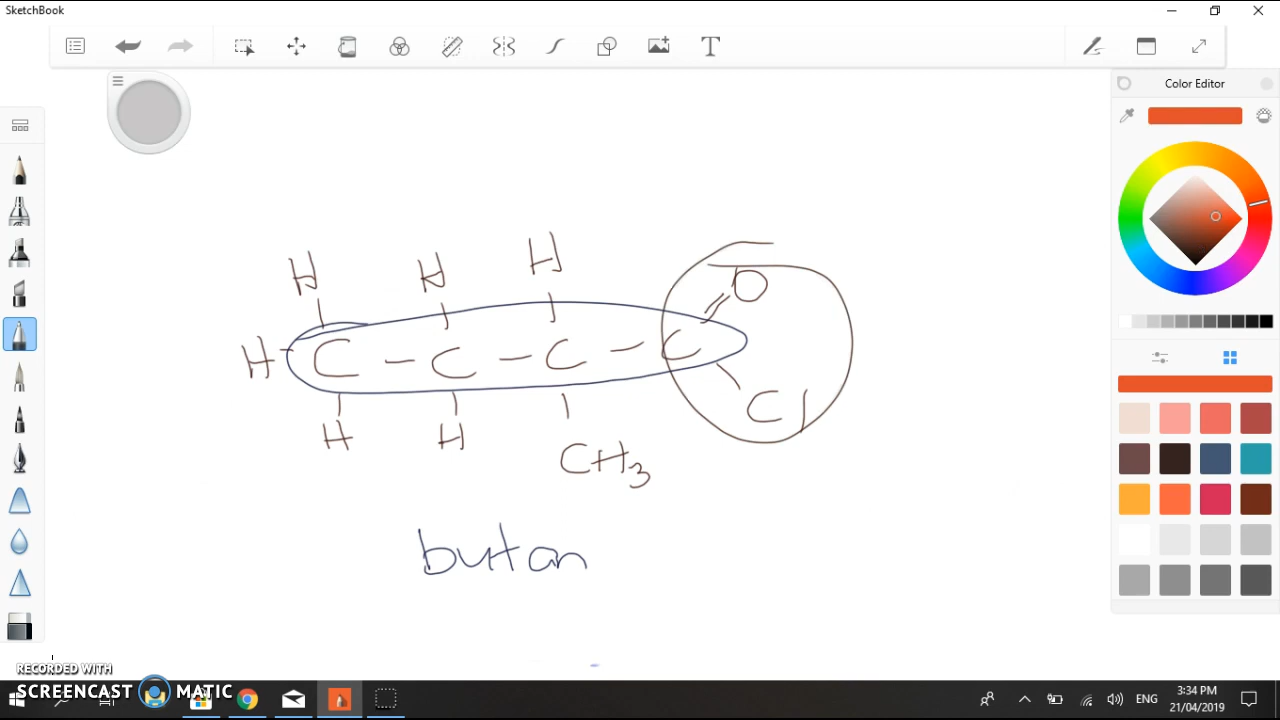 SketchBook
Color Editor
H H H O
H C C C C
H H CH3 Cl
butan
RECORDED WITH
SCREENCAST MATIC
ENG
3:34 PM
21/04/2019